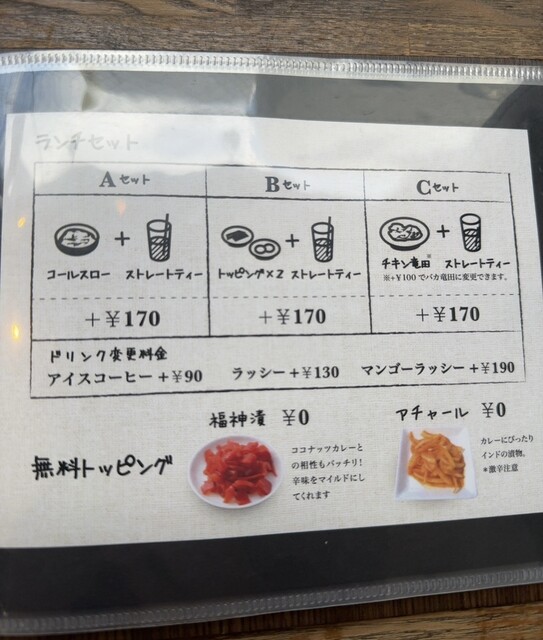 ランチセット
Aセット Bセット Cセット
コールスロー + ストレートティー トッピング×2 + ストレートティー チキン竜田※ + ストレートティー
※+¥100でバカ竜田に変更できます。
+¥170 +¥170 +¥170
ドリンク変更料金
アイスコーヒー+¥90 ラッシー+¥130 マンゴーラッシー+¥190
無料トッピング
福神漬 ¥0
ココナッツカレーと
の相性もバッチリ!
辛味をマイルドにし
てくれます
アチャール ¥0
カレーにぴったり
インドの漬物。
*激辛注意